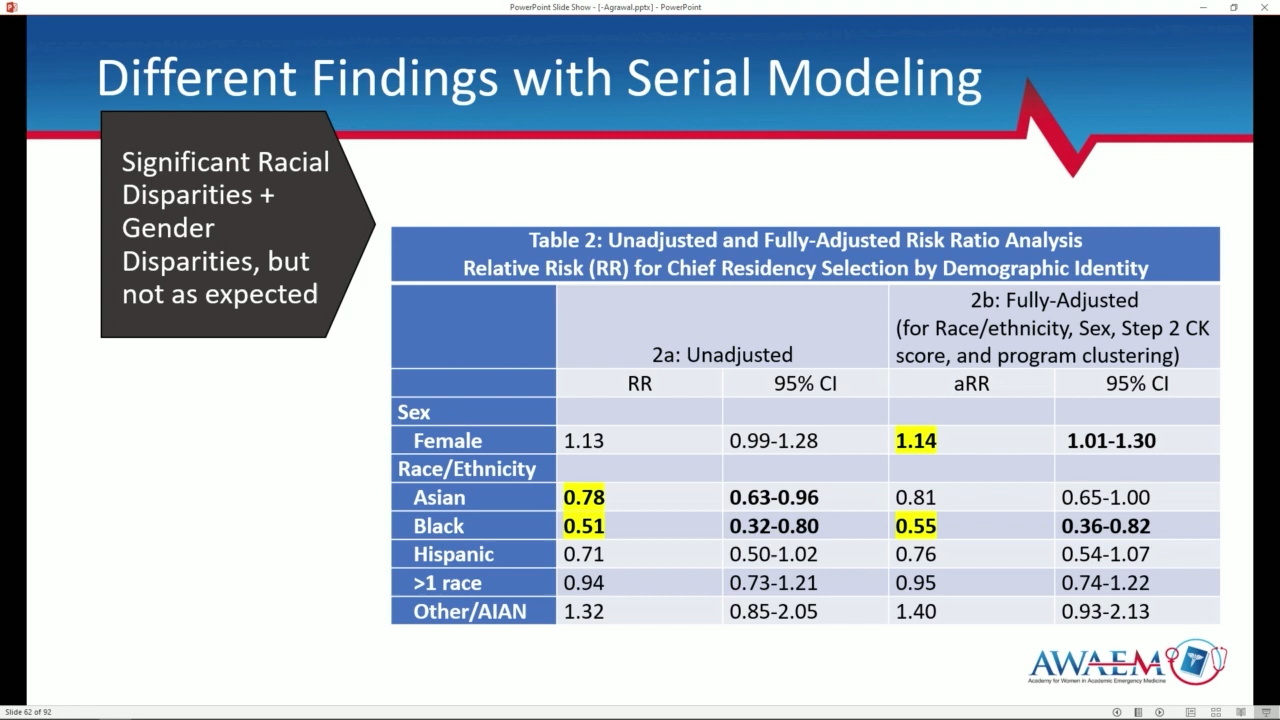 PowerPoint Slide Show - [-Agrawal.pptx] - PowerPoint
Different Findings with Serial Modeling
Significant Racial
Disparities +
Gender
Disparities, but
not as expected
Table 2: Unadjusted and Fully-Adjusted Risk Ratio Analysis
Relative Risk (RR) for Chief Residency Selection by Demographic Identity
2a: Unadjusted
2b: Fully-Adjusted
(for Race/ethnicity, Sex, Step 2 CK
score, and program clustering)
RR 95% CI aRR 95% CI
Sex
Female 1.13 0.99-1.28 1.14 1.01-1.30
Race/Ethnicity
Asian 0.78 0.63-0.96 0.81 0.65-1.00
Black 0.51 0.32-0.80 0.55 0.36-0.82
Hispanic 0.71 0.50-1.02 0.76 0.54-1.07
>1 race 0.94 0.73-1.21 0.95 0.74-1.22
Other/AIAN 1.32 0.85-2.05 1.40 0.93-2.13
AWAEM
Academy for Women in Academic Emergency Medicine
Slide 62 of 92